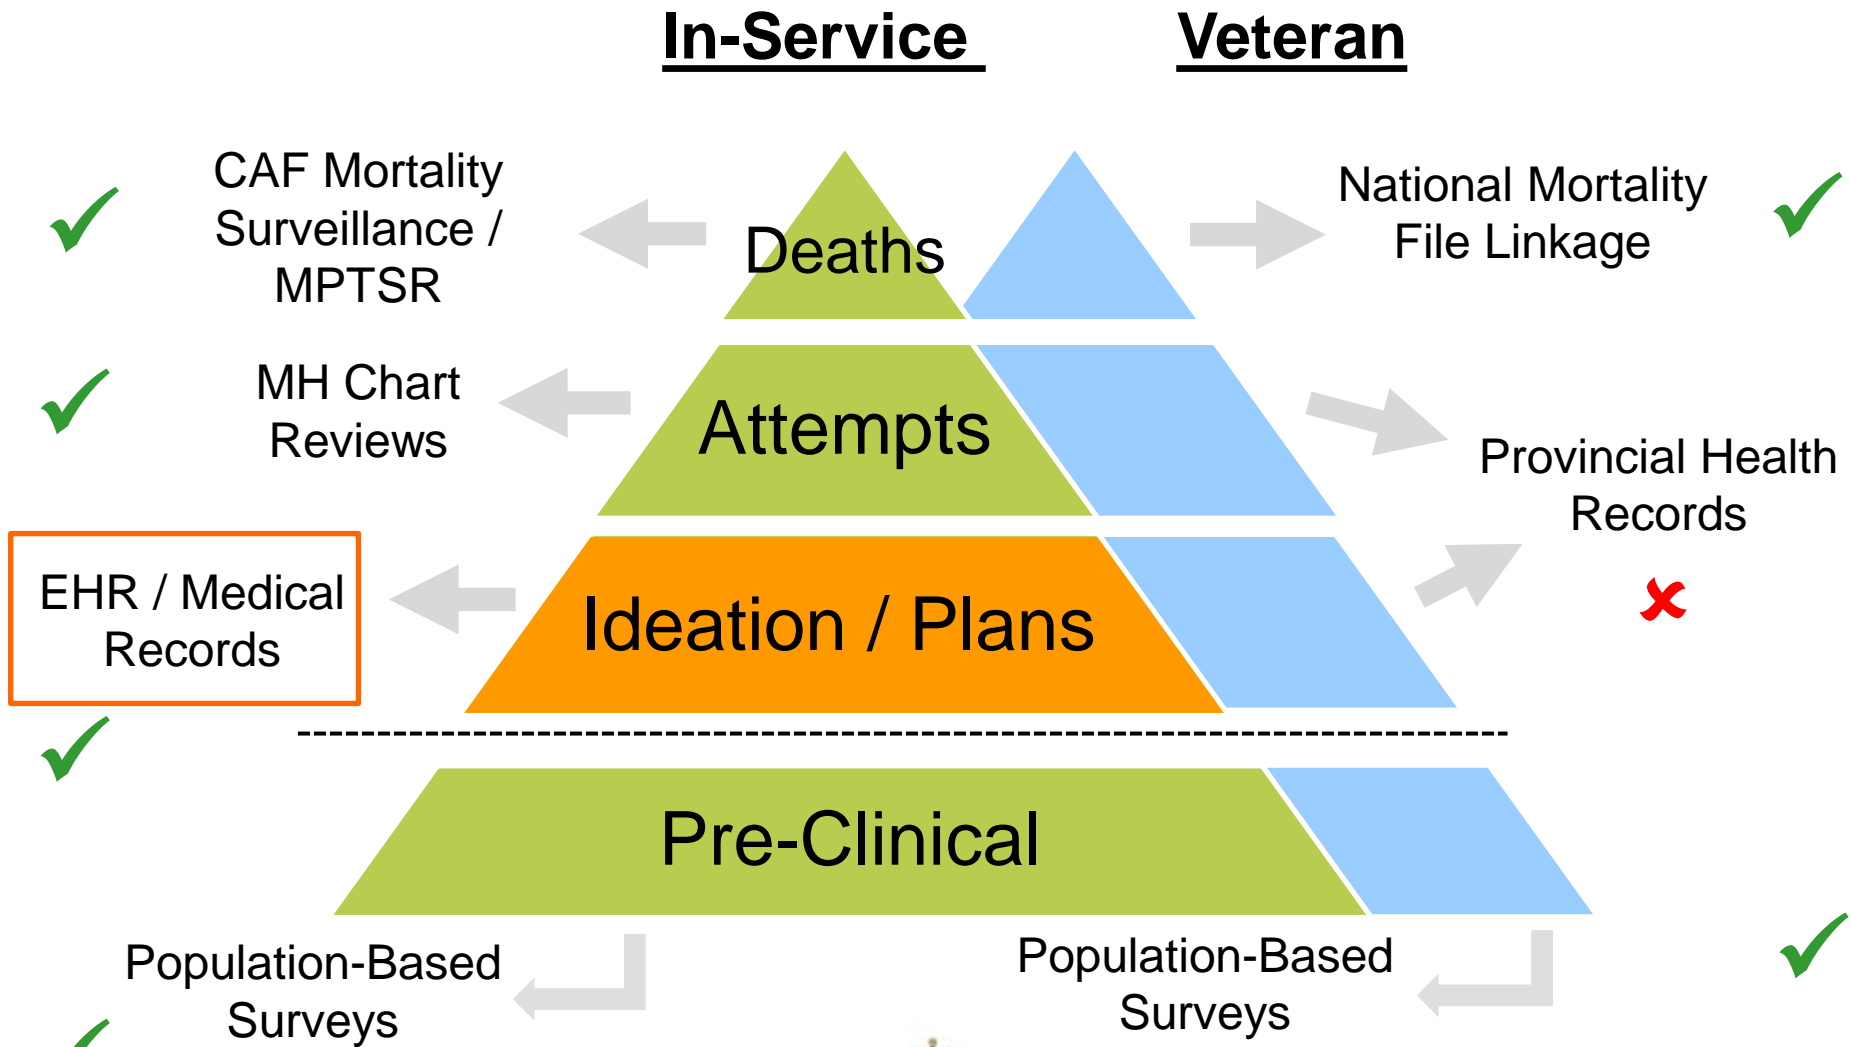 In-Service Veteran
CAF Mortality
Surveillance /
MPTSR
Deaths
National Mortality
File Linkage
MH Chart
Reviews
Attempts
Provincial Health
Records
EHR / Medical
Records
Ideation / Plans
Pre-Clinical
Population-Based
Surveys
Population-Based
Surveys